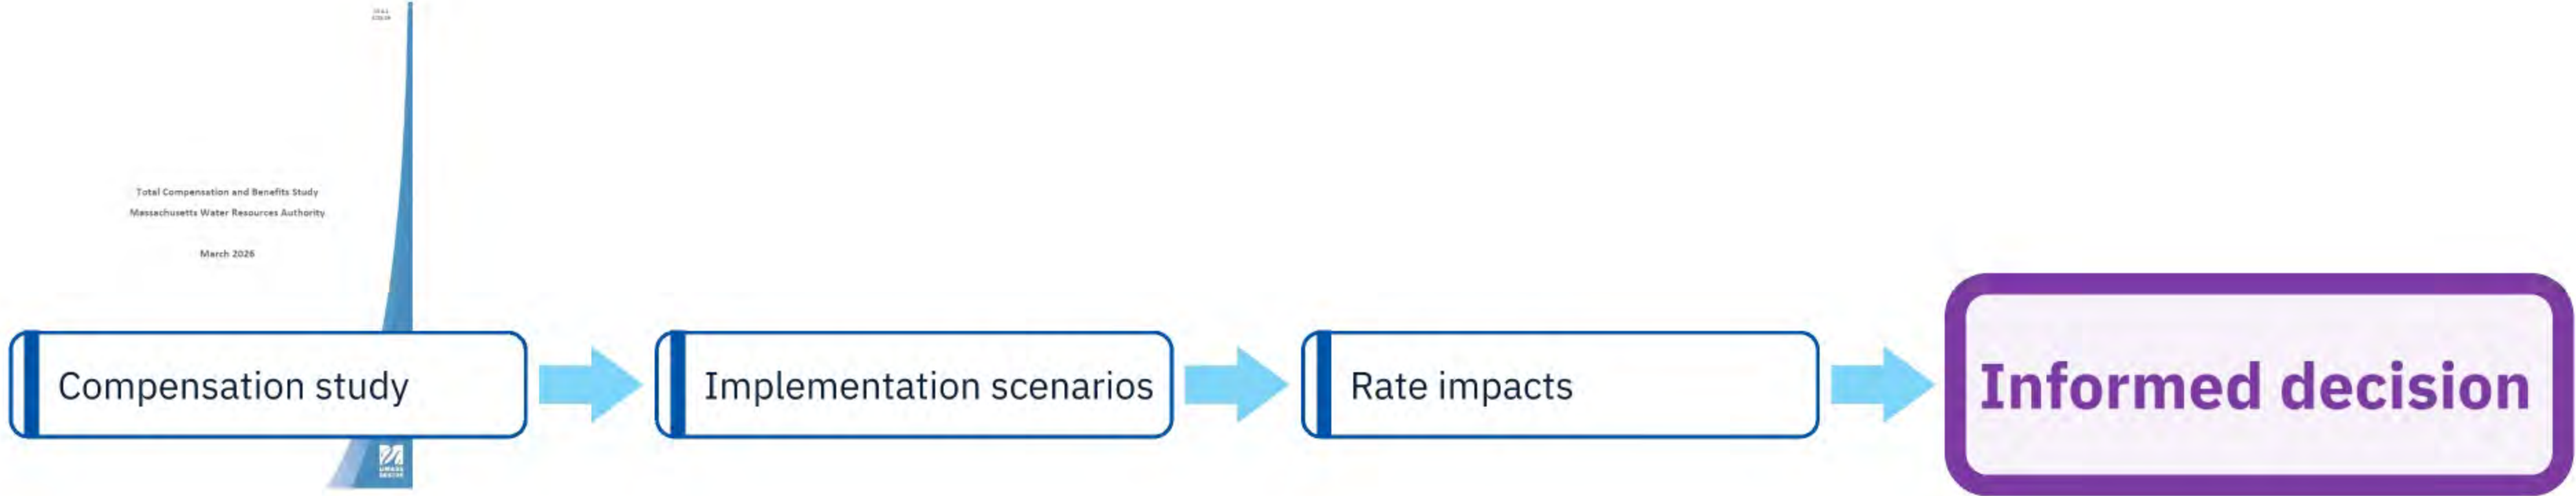 Total Compensation and Benefits Study
Massachusetts Water Resources Authority
March 2026
Compensation study
Implementation scenarios
Rate impacts
Informed decision